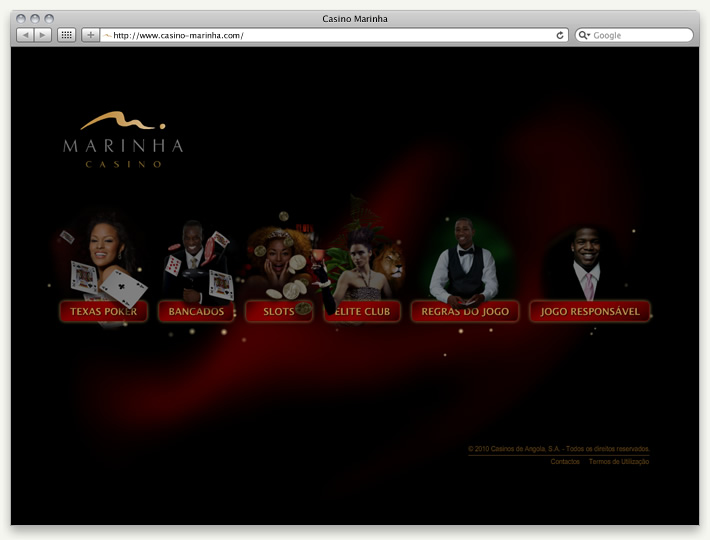 Casino Marinha
http://www.casino-marinha.com/
Google
MARINHA
CASINO
TEXAS POKER
BANCADOS
SLOTS
ELITE CLUB
REGRAS DO JOGO
JOGO RESPONSÁVEL
© 2010 Casinos de Angola, S.A. - Todos os direitos reservados.
Contactos Termos de Utilização